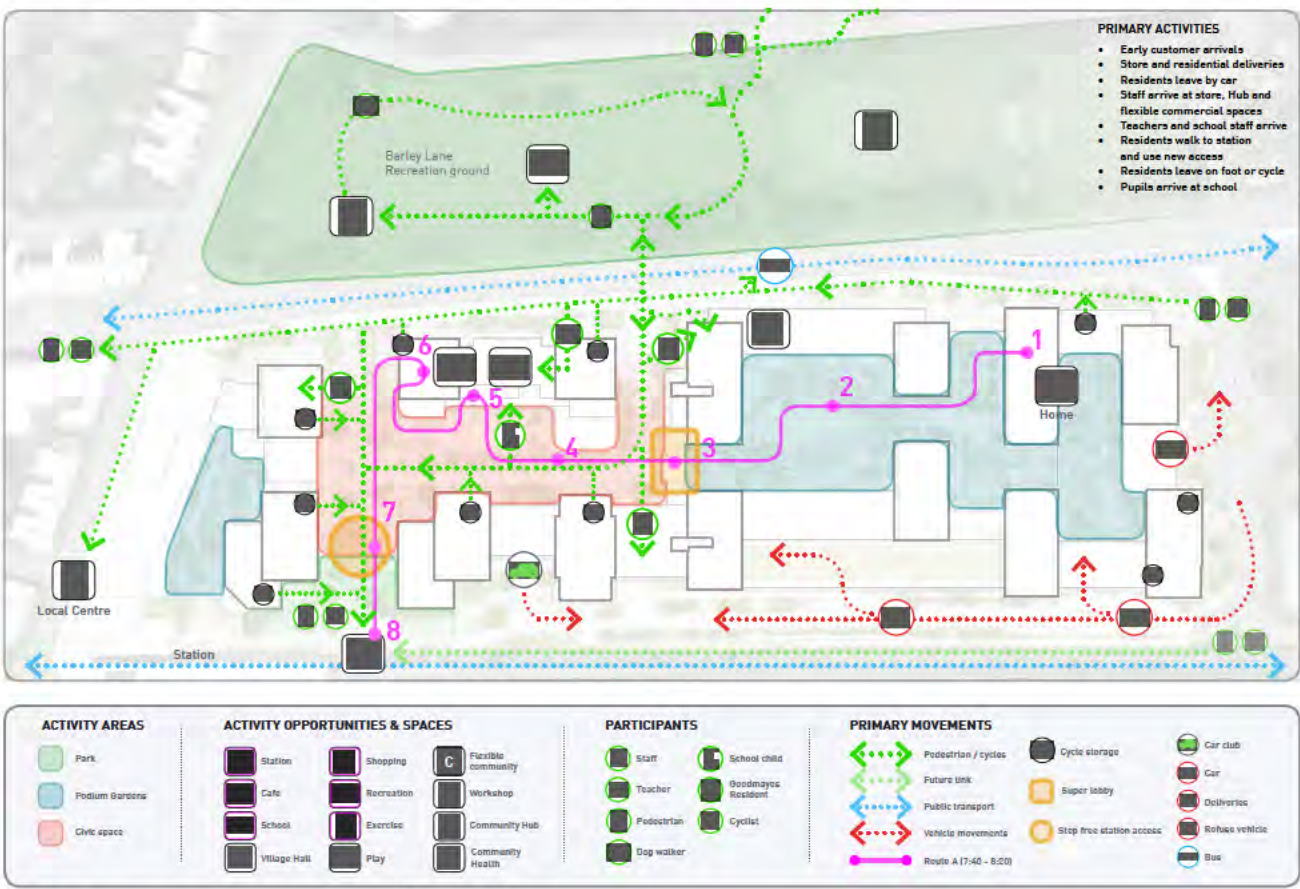 PRIMARY ACTIVITIES
• Early customer arrivals
• Store and residential deliveries
• Residents leave by car
• Staff arrive at store, Hub and
flexible commercial spaces
• Teachers and school staff arrive
• Residents walk to station
and use new access
• Residents leave on foot or cycle
• Pupils arrive at school
Barley Lane
Recreation ground
1
2
3
4
5
6
7
8
Home
Local Centre
Station
ACTIVITY AREAS
Park
Podium Gardens
Civic space
ACTIVITY OPPORTUNITIES & SPACES
Station
Cafe
School
Village Hall
Shopping
Recreation
Exercise
Play
C
Flexible
community
Workshop
Community Hub
Community
Health
PARTICIPANTS
Staff
Teacher
Pedestrian
Dog walker
School child
Goodmayes
Resident
Cyclist
PRIMARY MOVEMENTS
Pedestrian / cycles
Future link
Public transport
Vehicle movements
Route A (7:40 - 8:20)
Cycle storage
Super lobby
Step free station access
Car club
Car
Deliveries
Refuse vehicle
Bus